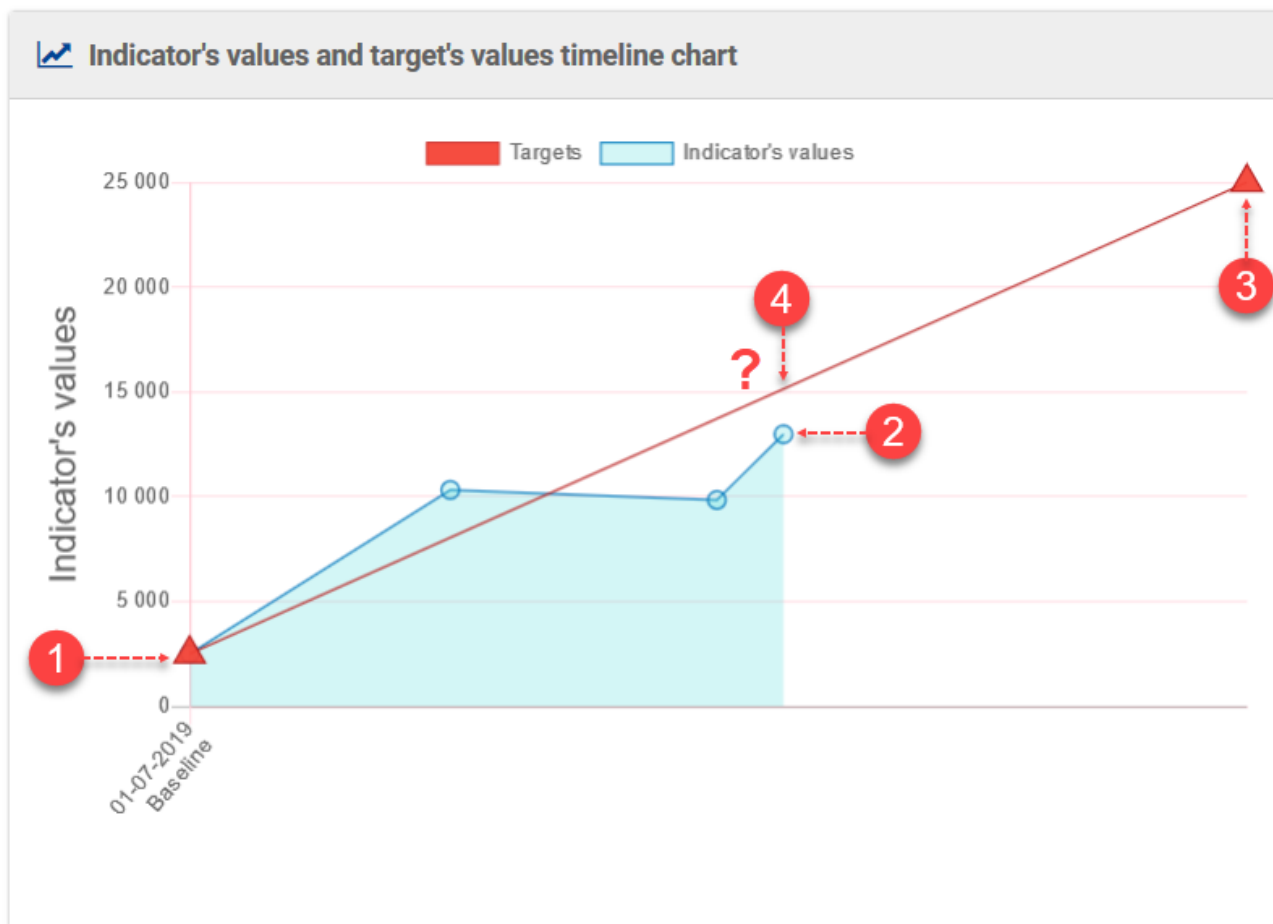 Indicator's values and target's values timeline chart
Targets
Indicator's values
25 000
20 000
15 000
10 000
5 000
0
Indicator's values
01-07-2019
Baseline
1
2
3
4
?